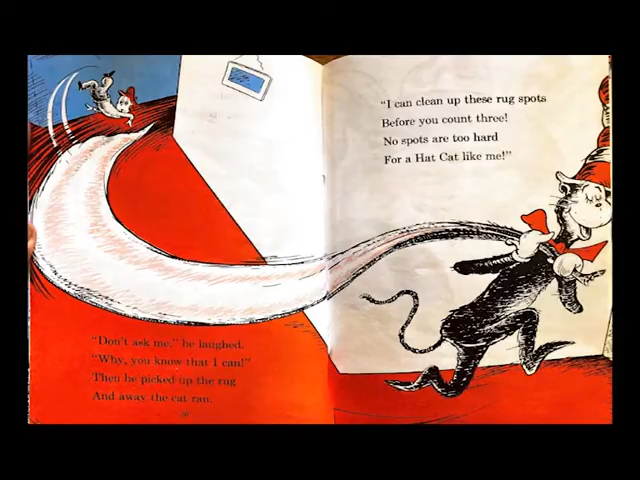 "Don't ask me," he laughed.
"Why, you know that I can!"
Then he picked up the rug
And away the cat ran.
"I can clean up these rug spots
Before you count three!
No spots are too hard
For a Hat Cat like me!"